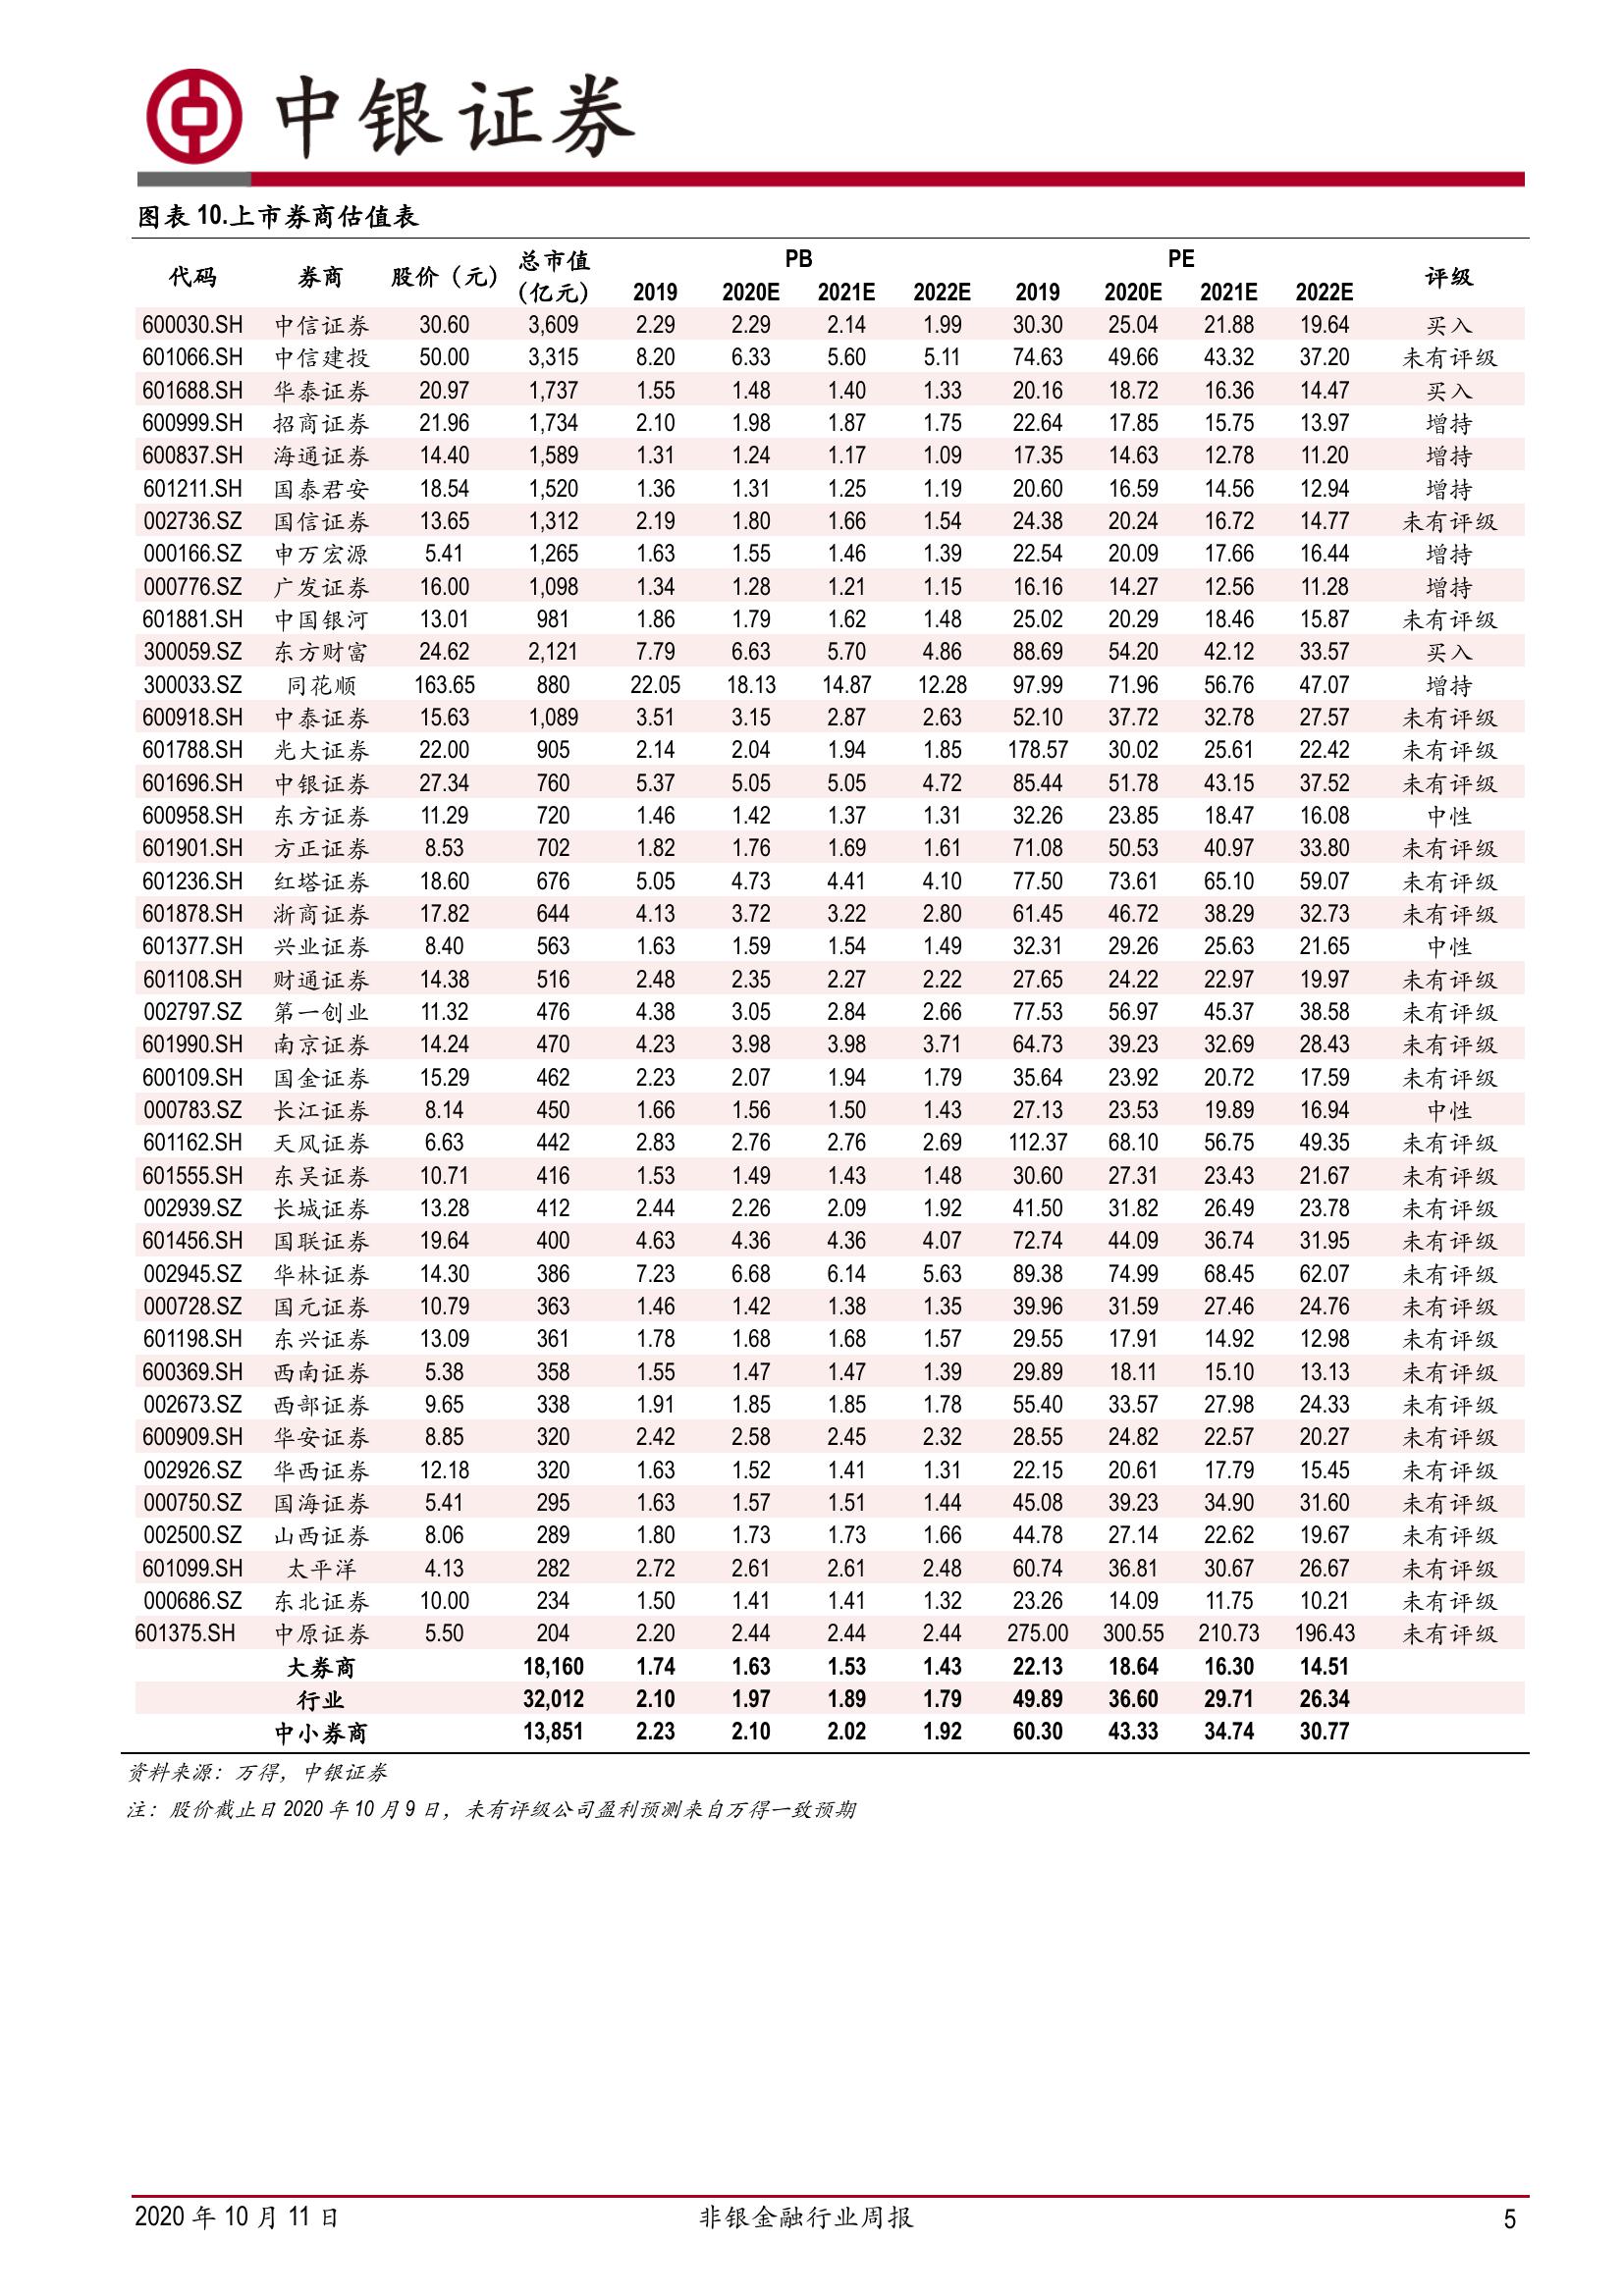 中银证券
图表 10.上市券商估值表
代码 券商 股价（元） 总市值（亿元） PB PE 评级
2019 2020E 2021E 2022E 2019 2020E 2021E 2022E
600030.SH 中信证券 30.60 3,609 2.29 2.29 2.14 1.99 30.30 25.04 21.88 19.64 买入
601066.SH 中信建投 50.00 3,315 8.20 6.33 5.60 5.11 74.63 49.66 43.32 37.20 未有评级
601688.SH 华泰证券 20.97 1,737 1.55 1.48 1.40 1.33 20.16 18.72 16.36 14.47 买入
600999.SH 招商证券 21.96 1,734 2.10 1.98 1.87 1.75 22.64 17.85 15.75 13.97 增持
600837.SH 海通证券 14.40 1,589 1.31 1.24 1.17 1.09 17.35 14.63 12.78 11.20 增持
601211.SH 国泰君安 18.54 1,520 1.36 1.31 1.25 1.19 20.60 16.59 14.56 12.94 增持
002736.SZ 国信证券 13.65 1,312 2.19 1.80 1.66 1.54 24.38 20.24 16.72 14.77 未有评级
000166.SZ 申万宏源 5.41 1,265 1.63 1.55 1.46 1.39 22.54 20.09 17.66 16.44 增持
000776.SZ 广发证券 16.00 1,098 1.34 1.28 1.21 1.15 16.16 14.27 12.56 11.28 增持
601881.SH 中国银河 13.01 981 1.86 1.79 1.62 1.48 25.02 20.29 18.46 15.87 未有评级
300059.SZ 东方财富 24.62 2,121 7.79 6.63 5.70 4.86 88.69 54.20 42.12 33.57 买入
300033.SZ 同花顺 163.65 880 22.05 18.13 14.87 12.28 97.99 71.96 56.76 47.07 增持
600918.SH 中泰证券 15.63 1,089 3.51 3.15 2.87 2.63 52.10 37.72 32.78 27.57 未有评级
601788.SH 光大证券 22.00 905 2.14 2.04 1.94 1.85 178.57 30.02 25.61 22.42 未有评级
601696.SH 中银证券 27.34 760 5.37 5.05 5.05 4.72 85.44 51.78 43.15 37.52 未有评级
600958.SH 东方证券 11.29 720 1.46 1.42 1.37 1.31 32.26 23.85 18.47 16.08 中性
601901.SH 方正证券 8.53 702 1.82 1.76 1.69 1.61 71.08 50.53 40.97 33.80 未有评级
601236.SH 红塔证券 18.60 676 5.05 4.73 4.41 4.10 77.50 73.61 65.10 59.07 未有评级
601878.SH 浙商证券 17.82 644 4.13 3.72 3.22 2.80 61.45 46.72 38.29 32.73 未有评级
601377.SH 兴业证券 8.40 563 1.63 1.59 1.54 1.49 32.31 29.26 25.63 21.65 中性
601108.SH 财通证券 14.38 516 2.48 2.35 2.27 2.22 27.65 24.22 22.97 19.97 未有评级
002797.SZ 第一创业 11.32 476 4.38 3.05 2.84 2.66 77.53 56.97 45.37 38.58 未有评级
601990.SH 南京证券 14.24 470 4.23 3.98 3.98 3.71 64.73 39.23 32.69 28.43 未有评级
600109.SH 国金证券 15.29 462 2.23 2.07 1.94 1.79 35.64 23.92 20.72 17.59 未有评级
000783.SZ 长江证券 8.14 450 1.66 1.56 1.50 1.43 27.13 23.53 19.89 16.94 中性
601162.SH 天风证券 6.63 442 2.83 2.76 2.76 2.69 112.37 68.10 56.75 49.35 未有评级
601555.SH 东吴证券 10.71 416 1.53 1.49 1.43 1.48 30.60 27.31 23.43 21.67 未有评级
002939.SZ 长城证券 13.28 412 2.44 2.26 2.09 1.92 41.50 31.82 26.49 23.78 未有评级
601456.SH 国联证券 19.64 400 4.63 4.36 4.36 4.07 72.74 44.09 36.74 31.95 未有评级
002945.SZ 华林证券 14.30 386 7.23 6.68 6.14 5.63 89.38 74.99 68.45 62.07 未有评级
000728.SZ 国元证券 10.79 363 1.46 1.42 1.38 1.35 39.96 31.59 27.46 24.76 未有评级
601198.SH 东兴证券 13.09 361 1.78 1.68 1.68 1.57 29.55 17.91 14.92 12.98 未有评级
600369.SH 西南证券 5.38 358 1.55 1.47 1.47 1.39 29.89 18.11 15.10 13.13 未有评级
002673.SZ 西部证券 9.65 338 1.91 1.85 1.85 1.78 55.40 33.57 27.98 24.33 未有评级
600909.SH 华安证券 8.85 320 2.42 2.58 2.45 2.32 28.55 24.82 22.57 20.27 未有评级
002926.SZ 华西证券 12.18 320 1.63 1.52 1.41 1.31 22.15 20.61 17.79 15.45 未有评级
000750.SZ 国海证券 5.41 295 1.63 1.57 1.51 1.44 45.08 39.23 34.90 31.60 未有评级
002500.SZ 山西证券 8.06 289 1.80 1.73 1.73 1.66 44.78 27.14 22.62 19.67 未有评级
601099.SH 太平洋 4.13 282 2.72 2.61 2.61 2.48 60.74 36.81 30.67 26.67 未有评级
000686.SZ 东北证券 10.00 234 1.50 1.41 1.41 1.32 23.26 14.09 11.75 10.21 未有评级
601375.SH 中原证券 5.50 204 2.20 2.44 2.44 2.44 275.00 300.55 210.73 196.43 未有评级
大券商 18,160 1.74 1.63 1.53 1.43 22.13 18.64 16.30 14.51
行业 32,012 2.10 1.97 1.89 1.79 49.89 36.60 29.71 26.34
中小券商 13,851 2.23 2.10 2.02 1.92 60.30 43.33 34.74 30.77
资料来源：万得，中银证券
注：股价截止日 2020 年 10 月 9 日，未有评级公司盈利预测来自万得一致预期
2020 年 10 月 11 日 非银金融行业周报 5